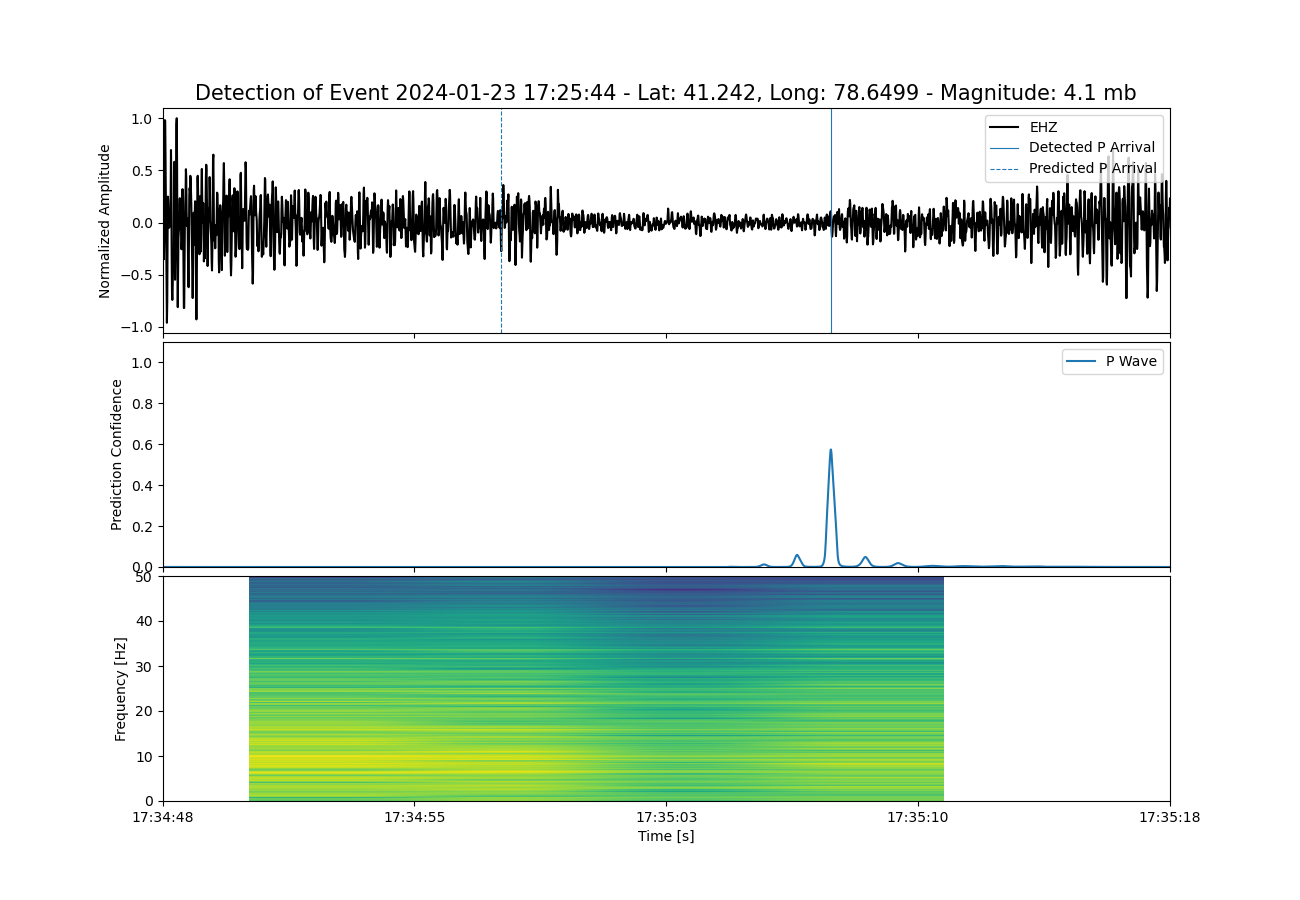 Detection of Event 2024-01-23 17:25:44 - Lat: 41.242, Long: 78.6499 - Magnitude: 4.1 mb
Normalized Amplitude
1.0
0.5
0.0
−0.5
−1.0
EHZ
Detected P Arrival
Predicted P Arrival
Prediction Confidence
1.0
0.8
0.6
0.4
0.2
0.0
P Wave
Frequency [Hz]
50
40
30
20
10
0
17:34:48 17:34:55 17:35:03 17:35:10 17:35:18
Time [s]